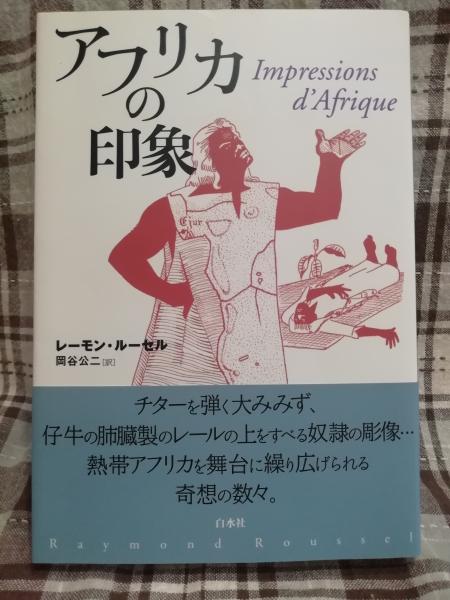 アフリカ
の
印象
Impressions
d'Afrique
Ejur
レーモン・ルーセル
岡谷公二[訳]
チターを弾く大みみず、
仔牛の肺臓製のレールの上をすべる奴隷の彫像…
熱帯アフリカを舞台に繰り広げられる
奇想の数々。
白水社
Raymond Roussel